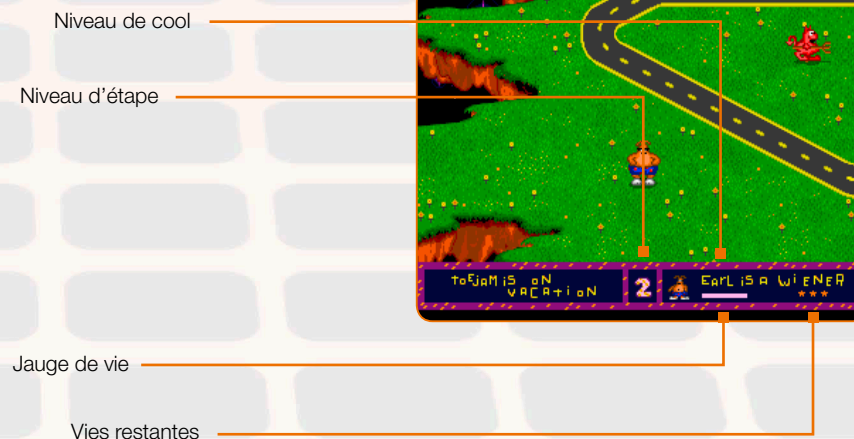 Niveau de cool
Niveau d’étape
toEJAM iS oN
VACAtioN
2
EArL iS A WiENER
Jauge de vie
Vies restantes